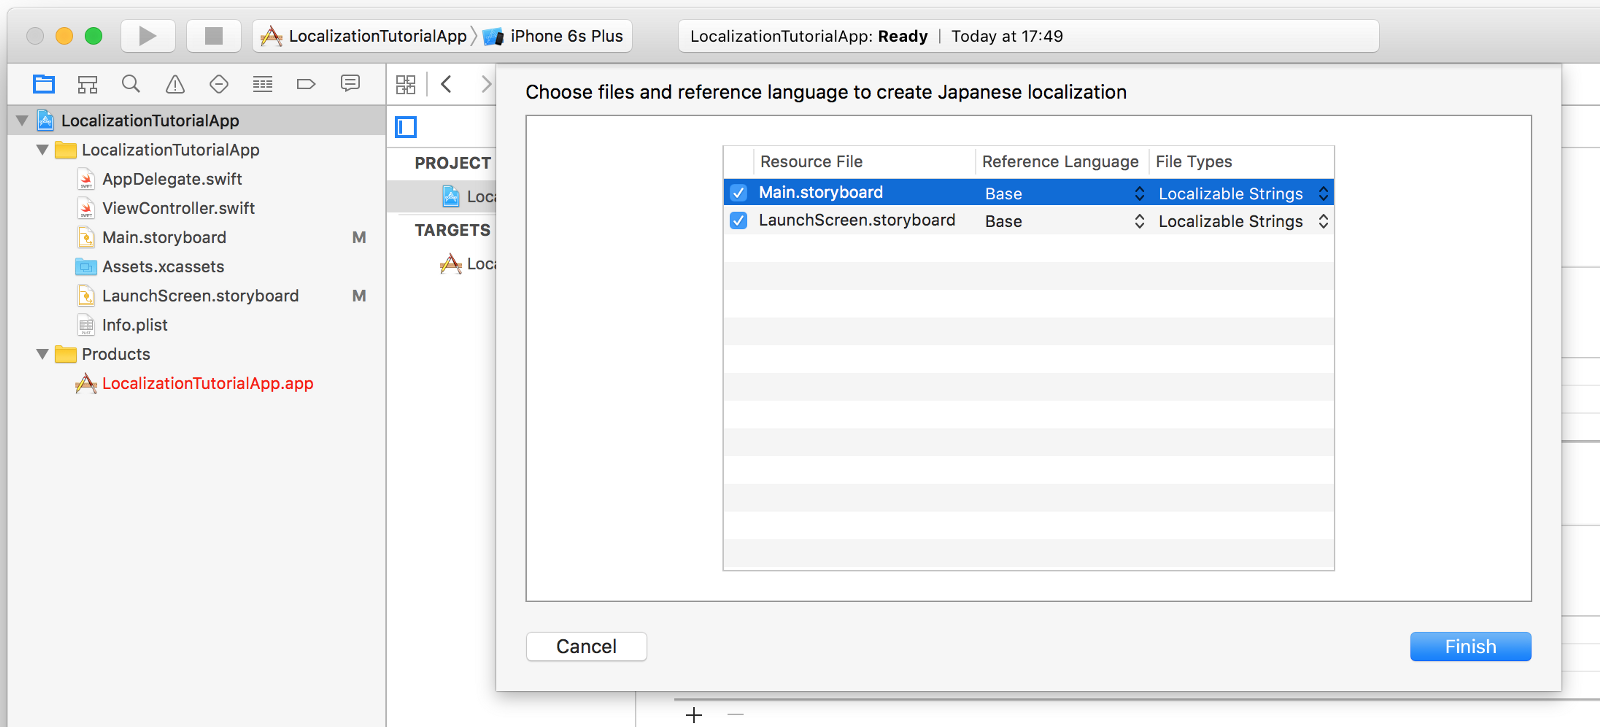 LocalizationTutorialApp
iPhone 6s Plus
LocalizationTutorialApp: Ready | Today at 17:49
LocalizationTutorialApp
LocalizationTutorialApp
AppDelegate.swift
ViewController.swift
Main.storyboard M
Assets.xcassets
LaunchScreen.storyboard M
Info.plist
Products
LocalizationTutorialApp.app
PROJECT
Loca
TARGETS
Loca
Choose files and reference language to create Japanese localization
Resource File Reference Language File Types
Main.storyboard Base Localizable Strings
LaunchScreen.storyboard Base Localizable Strings
Cancel Finish